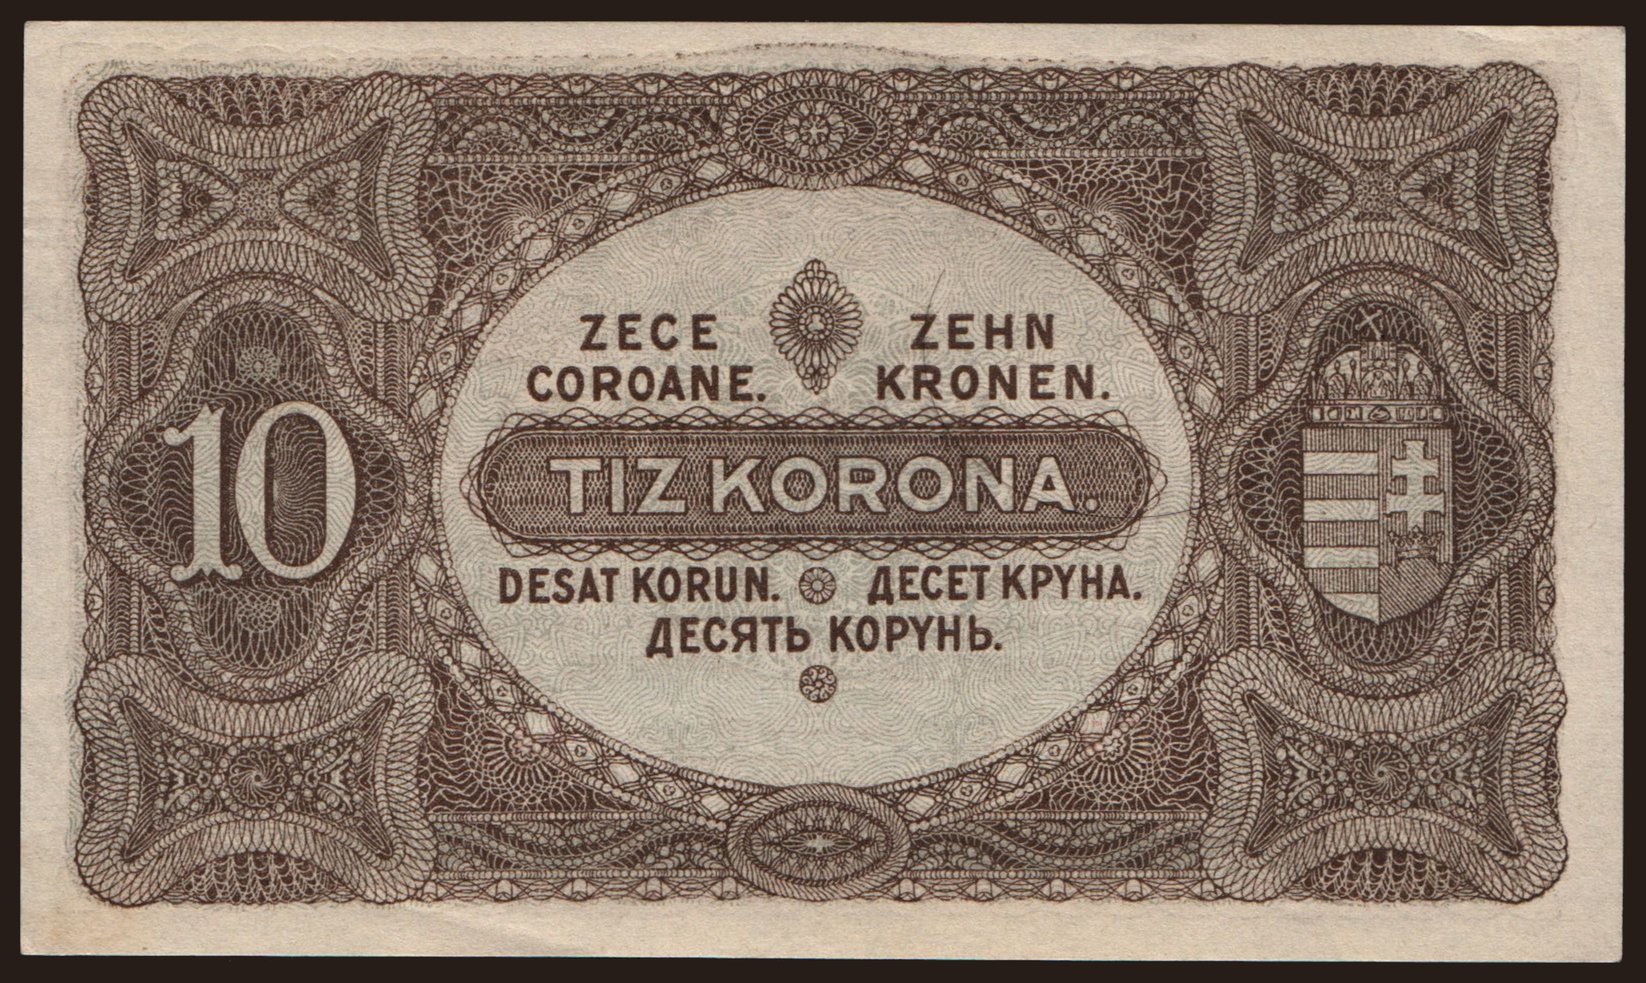 ZECE COROANE.
ZEHN KRONEN.
10
TIZ KORONA.
DESAT KORUN. ДЕСЕТ КРУНА.
ДЕСЯТЬ КОРУНЬ.